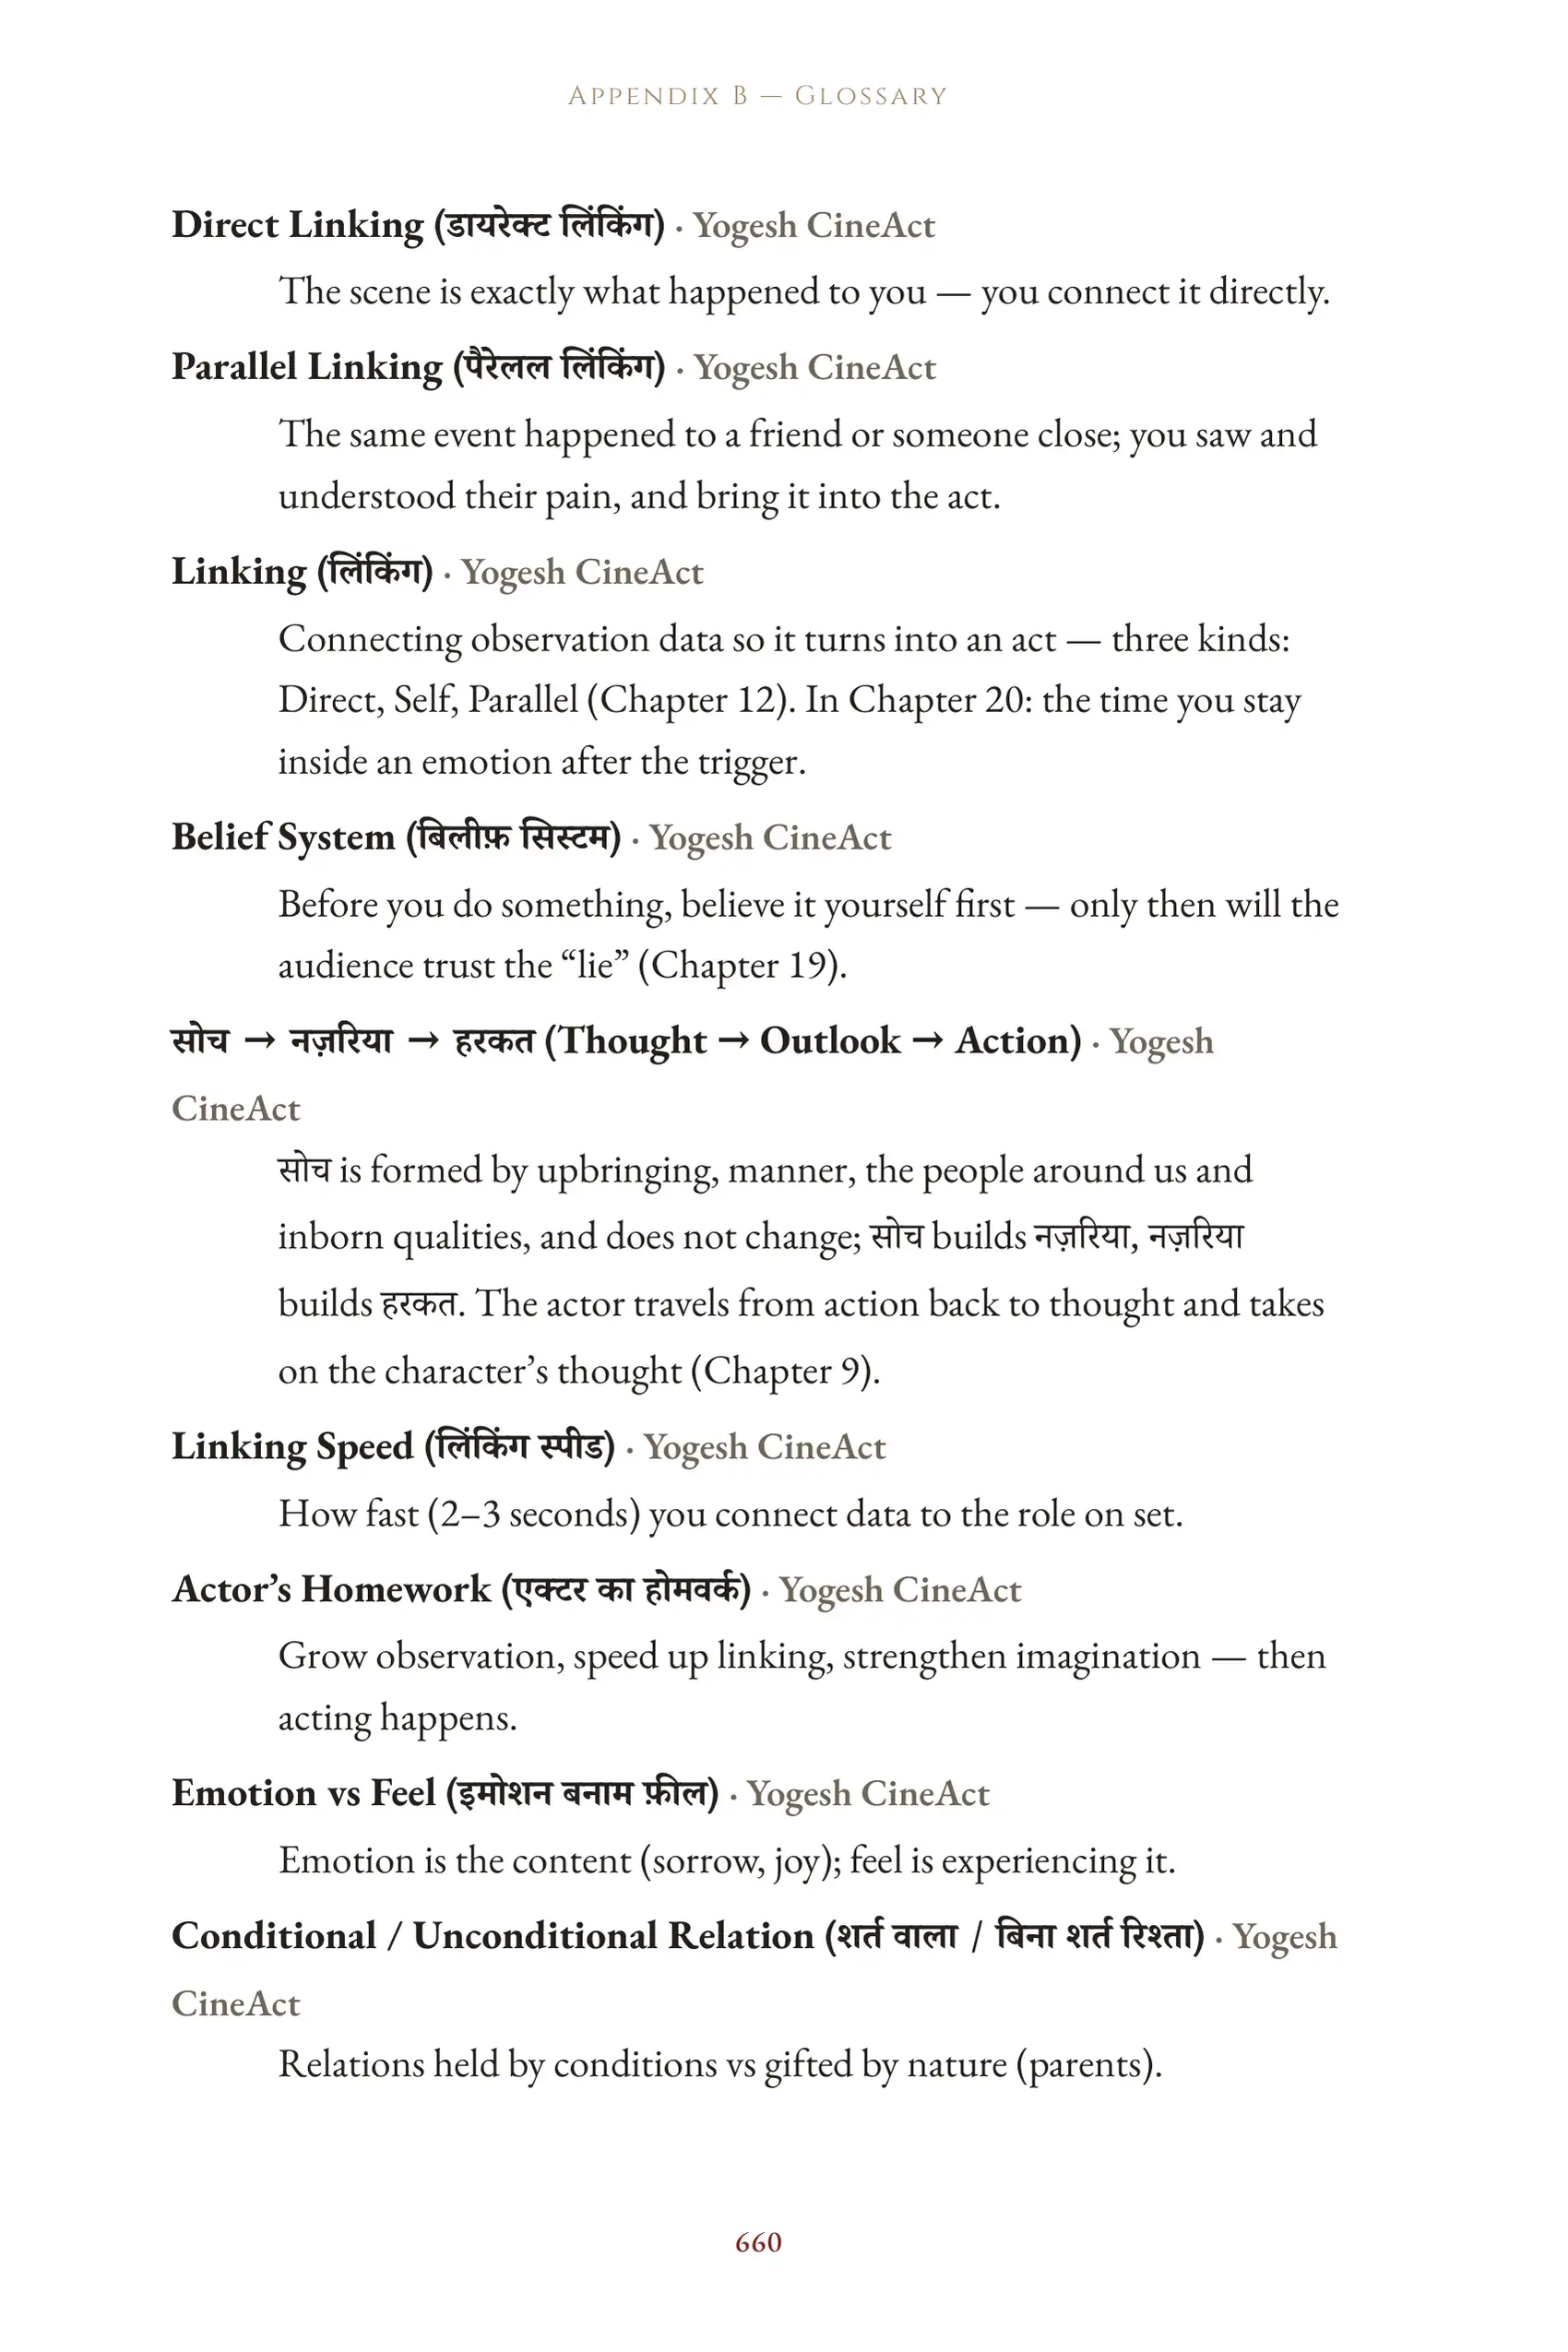 APPENDIX B — GLOSSARY
Direct Linking (डायरेक्ट लिंकिंग) · Yogesh CineAct
The scene is exactly what happened to you — you connect it directly.
Parallel Linking (पैरेलल लिंकिंग) · Yogesh CineAct
The same event happened to a friend or someone close; you saw and
understood their pain, and bring it into the act.
Linking (लिंकिंग) · Yogesh CineAct
Connecting observation data so it turns into an act — three kinds:
Direct, Self, Parallel (Chapter 12). In Chapter 20: the time you stay
inside an emotion after the trigger.
Belief System (बिलीफ़ सिस्टम) · Yogesh CineAct
Before you do something, believe it yourself first — only then will the
audience trust the “lie” (Chapter 19).
सोच → नज़रिया → हरकत (Thought → Outlook → Action) · Yogesh
CineAct
सोच is formed by upbringing, manner, the people around us and
inborn qualities, and does not change; सोच builds नज़रिया, नज़रिया
builds हरकत. The actor travels from action back to thought and takes
on the character’s thought (Chapter 9).
Linking Speed (लिंकिंग स्पीड) · Yogesh CineAct
How fast (2–3 seconds) you connect data to the role on set.
Actor’s Homework (एक्टर का होमवर्क) · Yogesh CineAct
Grow observation, speed up linking, strengthen imagination — then
acting happens.
Emotion vs Feel (इमोशन बनाम फ़ील) · Yogesh CineAct
Emotion is the content (sorrow, joy); feel is experiencing it.
Conditional / Unconditional Relation (शर्त वाला / बिना शर्त रिश्ता) · Yogesh
CineAct
Relations held by conditions vs gifted by nature (parents).
660